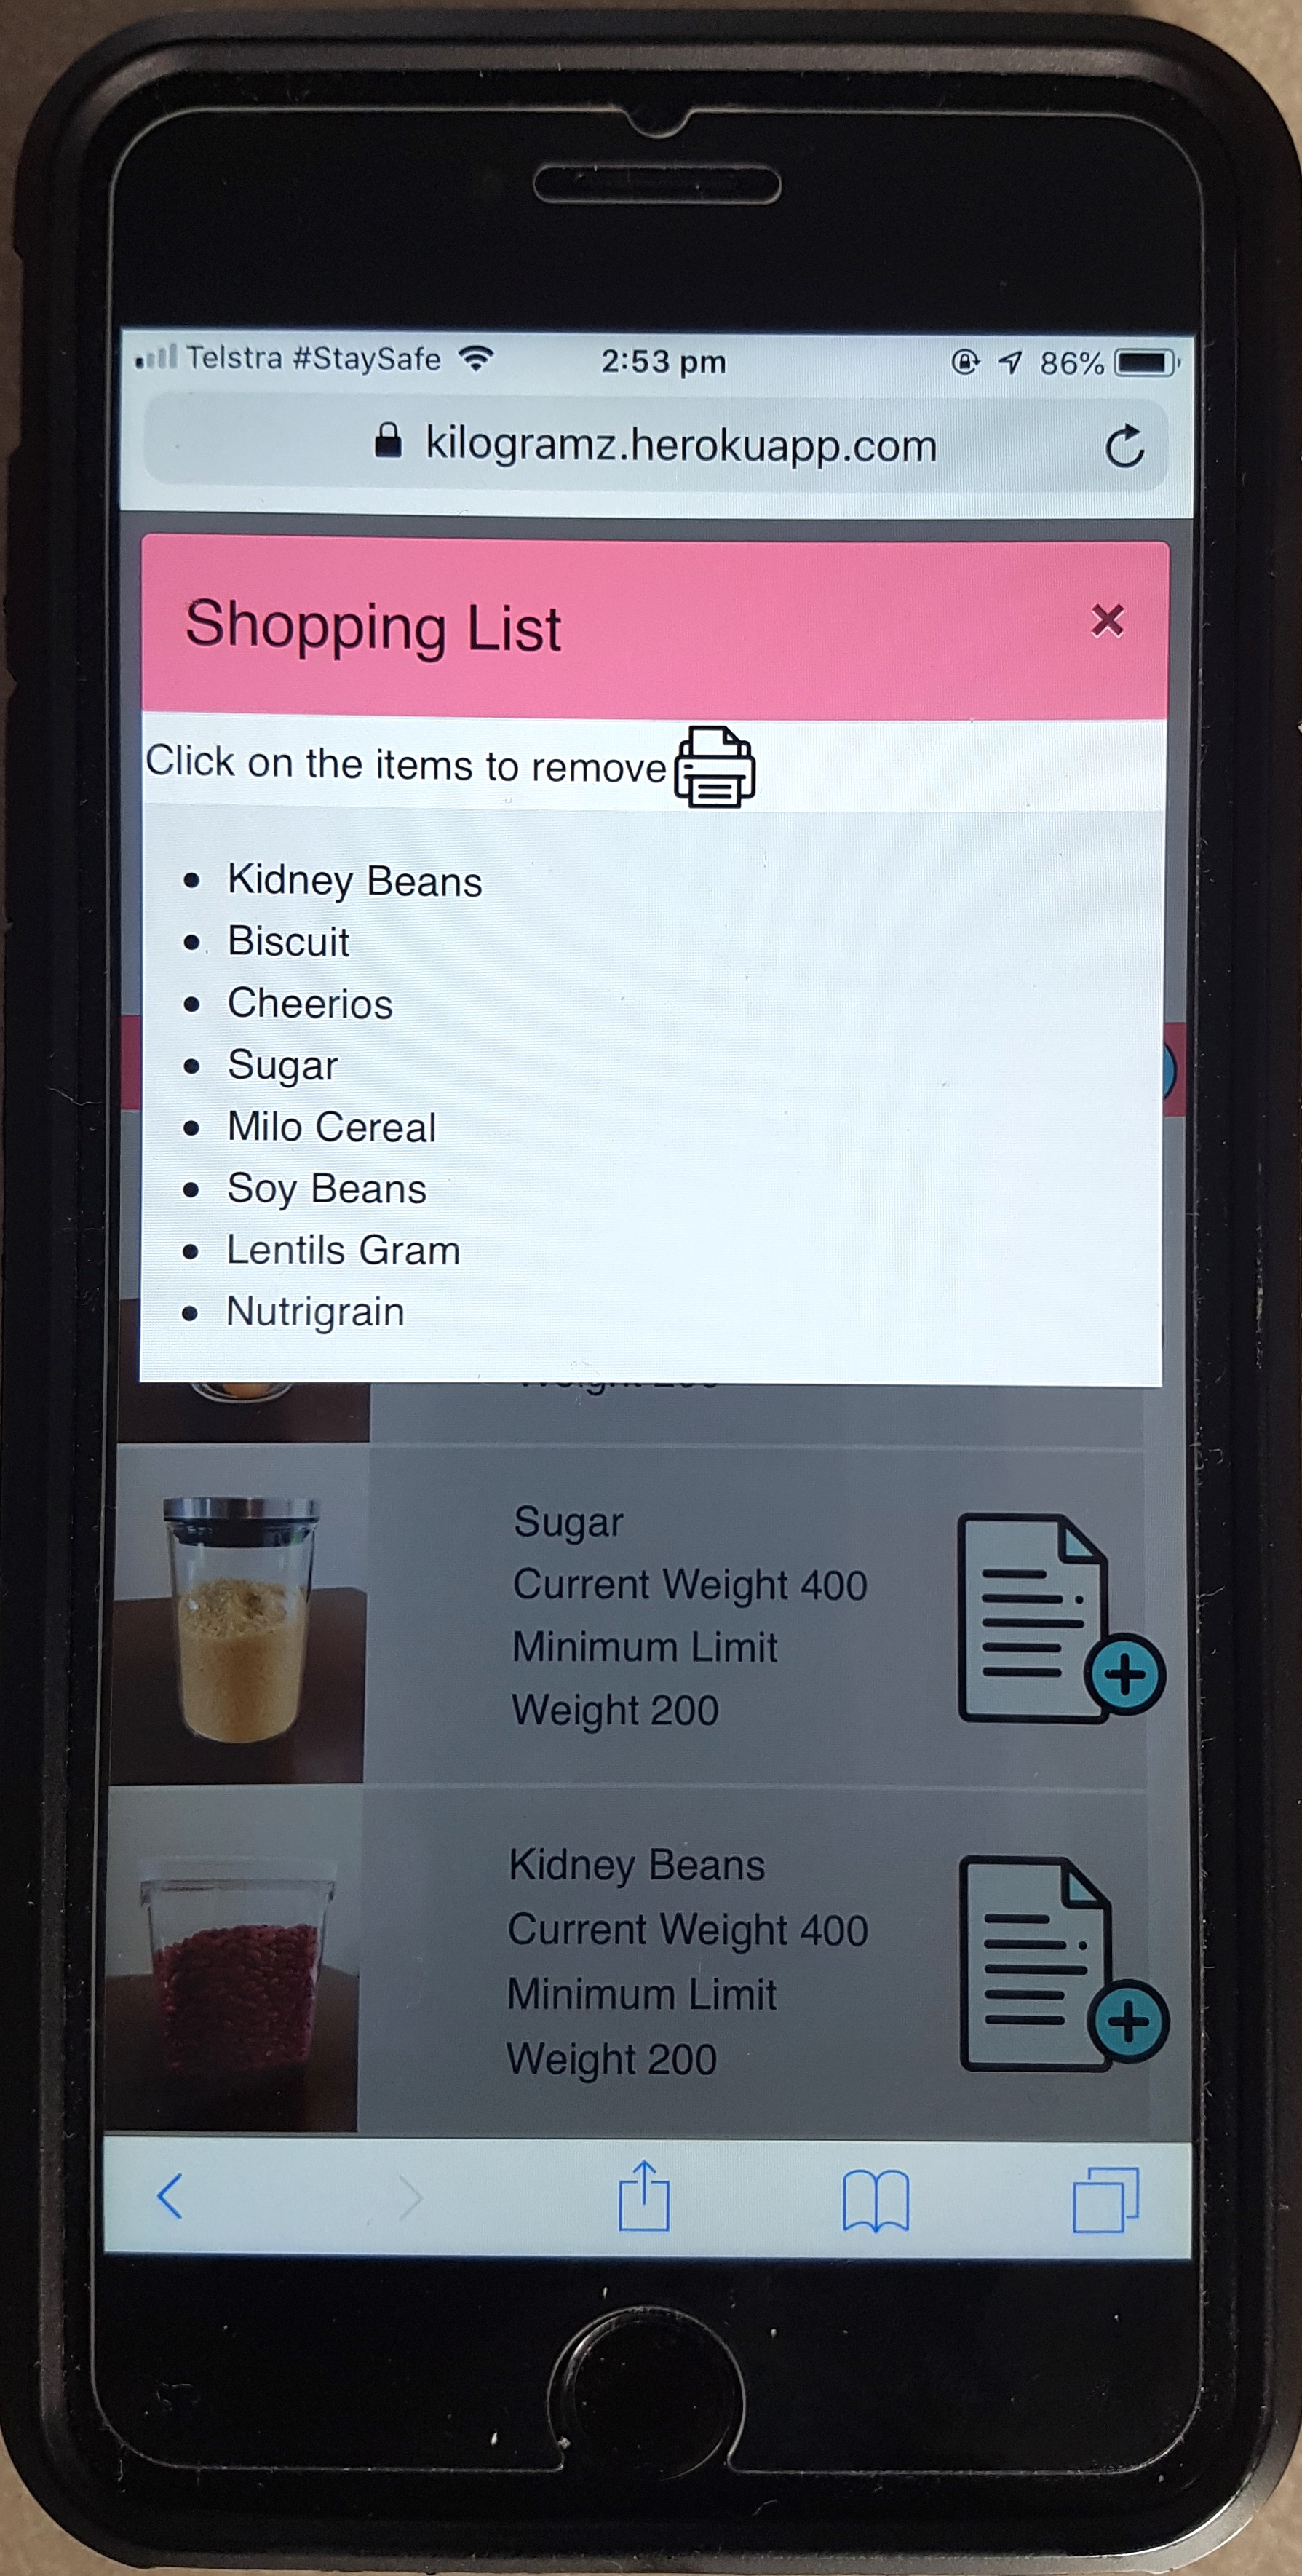 Telstra #StaySafe 2:53 pm 86%
kilogramz.herokuapp.com
Shopping List ×
Click on the items to remove
• Kidney Beans
• Biscuit
• Cheerios
• Sugar
• Milo Cereal
• Soy Beans
• Lentils Gram
• Nutrigrain
Sugar
Current Weight 400
Minimum Limit
Weight 200
Kidney Beans
Current Weight 400
Minimum Limit
Weight 200